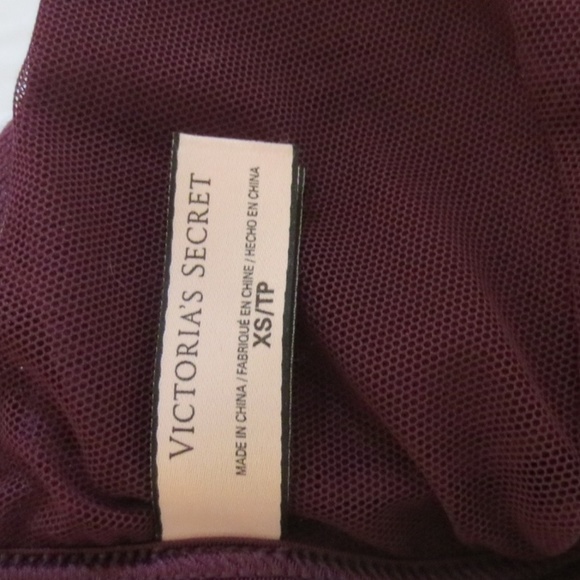 VICTORIA'S SECRET
MADE IN CHINA / FABRIQUÉ EN CHINE / HECHO EN CHINA
XS/TP